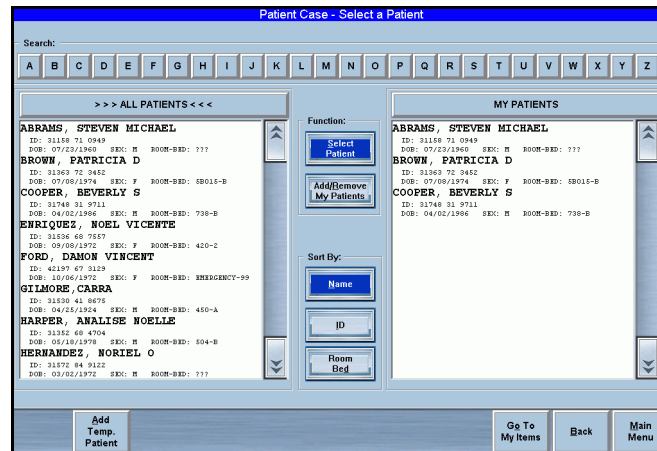 Patient Case - Select a Patient
Search:
A B C D E F G H I J K L M N O P Q R S T U V W X Y Z
> > > ALL PATIENTS < < <
ABRAMS, STEVEN MICHAEL
ID: 31158 71 0949
DOB: 07/23/1960 SEX: M ROOM-BED: ???
BROWN, PATRICIA D
ID: 31363 72 3452
DOB: 07/08/1974 SEX: F ROOM-BED: 5B015-B
COOPER, BEVERLY S
ID: 31748 31 9711
DOB: 04/02/1986 SEX: M ROOM-BED: 738-B
ENRIQUEZ, NOEL VICENTE
ID: 31536 68 7557
DOB: 09/08/1972 SEX: F ROOM-BED: 420-2
FORD, DAMON VINCENT
ID: 42197 67 3129
DOB: 10/06/1972 SEX: F ROOM-BED: EMERGENCY-99
GILMORE,CARRA
ID: 31530 41 8675
DOB: 04/25/1924 SEX: M ROOM-BED: 450-A
HARPER, ANALISE NOELLE
ID: 31352 68 4704
DOB: 05/18/1978 SEX: M ROOM-BED: 504-B
HERNANDEZ, NORIEL O
ID: 31572 84 9122
DOB: 03/02/1972 SEX: M ROOM-BED: ???
Function:
Select
Patient
Add/Remove
My Patients
Sort By:
Name
ID
Room
Bed
MY PATIENTS
ABRAMS, STEVEN MICHAEL
ID: 31158 71 0949
DOB: 07/23/1960 SEX: M ROOM-BED: ???
BROWN, PATRICIA D
ID: 31363 72 3452
DOB: 07/08/1974 SEX: F ROOM-BED: 5B015-B
COOPER, BEVERLY S
ID: 31748 31 9711
DOB: 04/02/1986 SEX: M ROOM-BED: 738-B
Add
Temp.
Patient
Go To
My Items
Back
Main
Menu